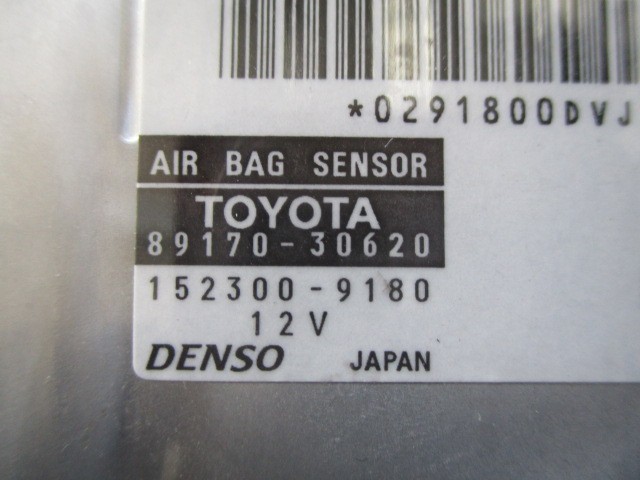 *0291800DVJ
AIR BAG SENSOR
TOYOTA
89170-30620
152300-9180
12V
DENSO JAPAN